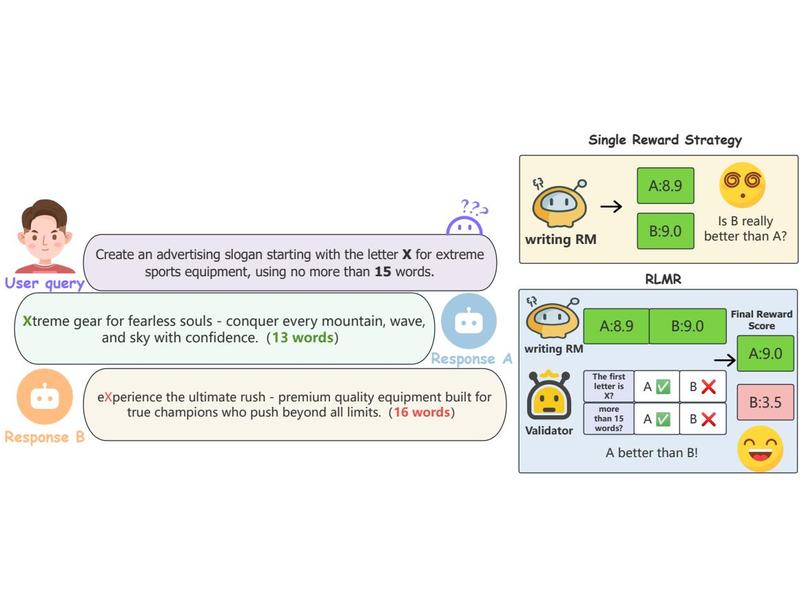 ???
Create an advertising slogan starting with the letter X for extreme
sports equipment, using no more than 15 words.
User query
Xtreme gear for fearless souls - conquer every mountain, wave,
and sky with confidence. (13 words)
Response A
eXperience the ultimate rush - premium quality equipment built for
true champions who push beyond all limits. (16 words)
Response B
Single Reward Strategy
writing RM
A:8.9
B:9.0
Is B really
better than A?
RLMR
writing RM
A:8.9
B:9.0
Final Reward
Score
A:9.0
B:3.5
Validator
The first
letter is
X?
A ✅
B ❌
more
than 15
words?
A ✅
B ❌
A better than B!